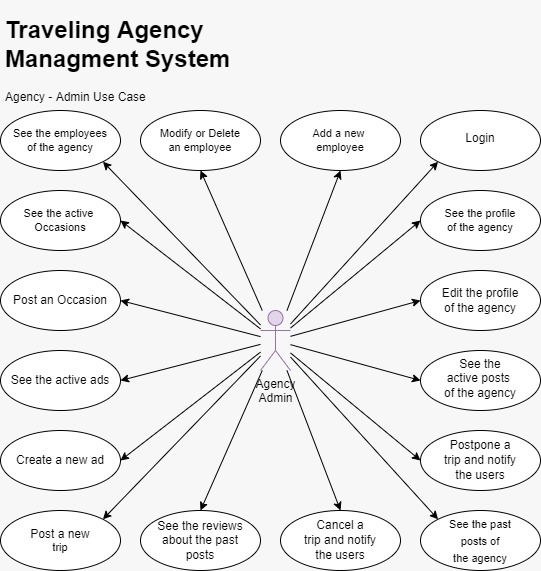 Traveling Agency
Managment System
Agency - Admin Use Case
See the employees
of the agency
Modify or Delete
an employee
Add a new
employee
Login
See the active
Occasions
See the profile
of the agency
Post an Occasion
Edit the profile
of the agency
See the active ads
Agency
Admin
See the
active posts
of the agency
Create a new ad
Postpone a
trip and notify
the users
Post a new
trip
See the reviews
about the past
posts
Cancel a
trip and notify
the users
See the past
posts of
the agency